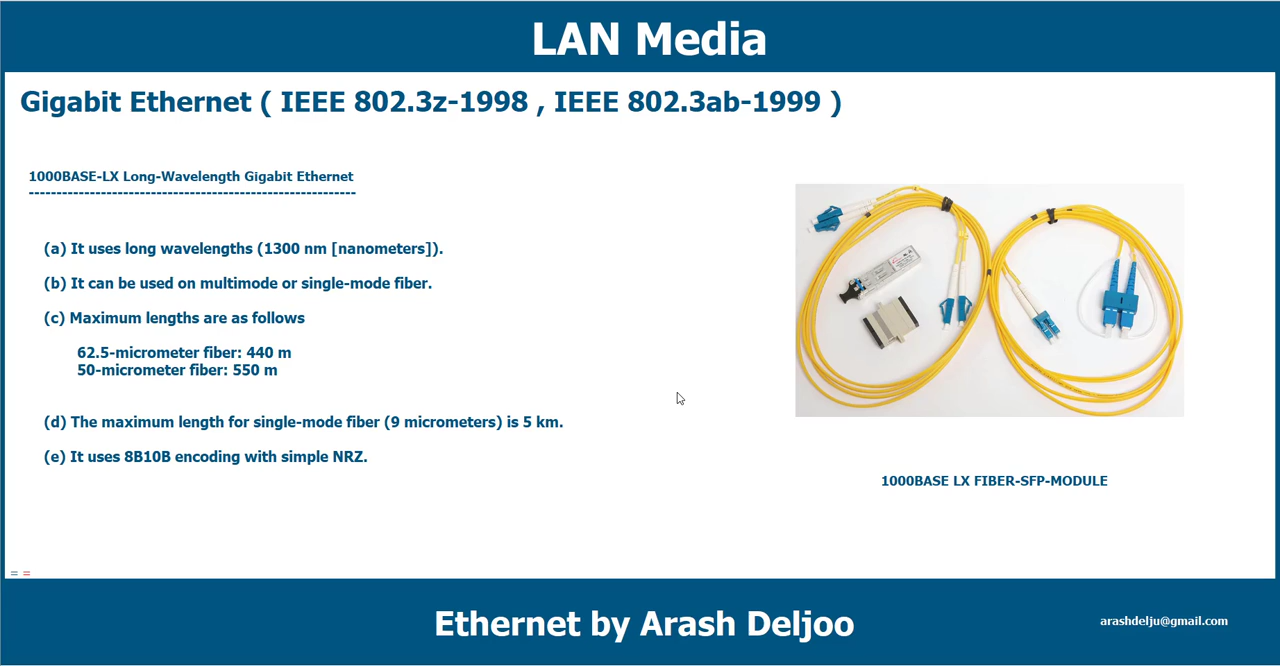 LAN Media
Gigabit Ethernet ( IEEE 802.3z-1998 , IEEE 802.3ab-1999 )
1000BASE-LX Long-Wavelength Gigabit Ethernet
-----------------------------------------------------------
(a) It uses long wavelengths (1300 nm [nanometers]).
(b) It can be used on multimode or single-mode fiber.
(c) Maximum lengths are as follows
62.5-micrometer fiber: 440 m
50-micrometer fiber: 550 m
(d) The maximum length for single-mode fiber (9 micrometers) is 5 km.
(e) It uses 8B10B encoding with simple NRZ.
1000BASE LX FIBER-SFP-MODULE
= =
Ethernet by Arash Deljoo
arashdelju@gmail.com